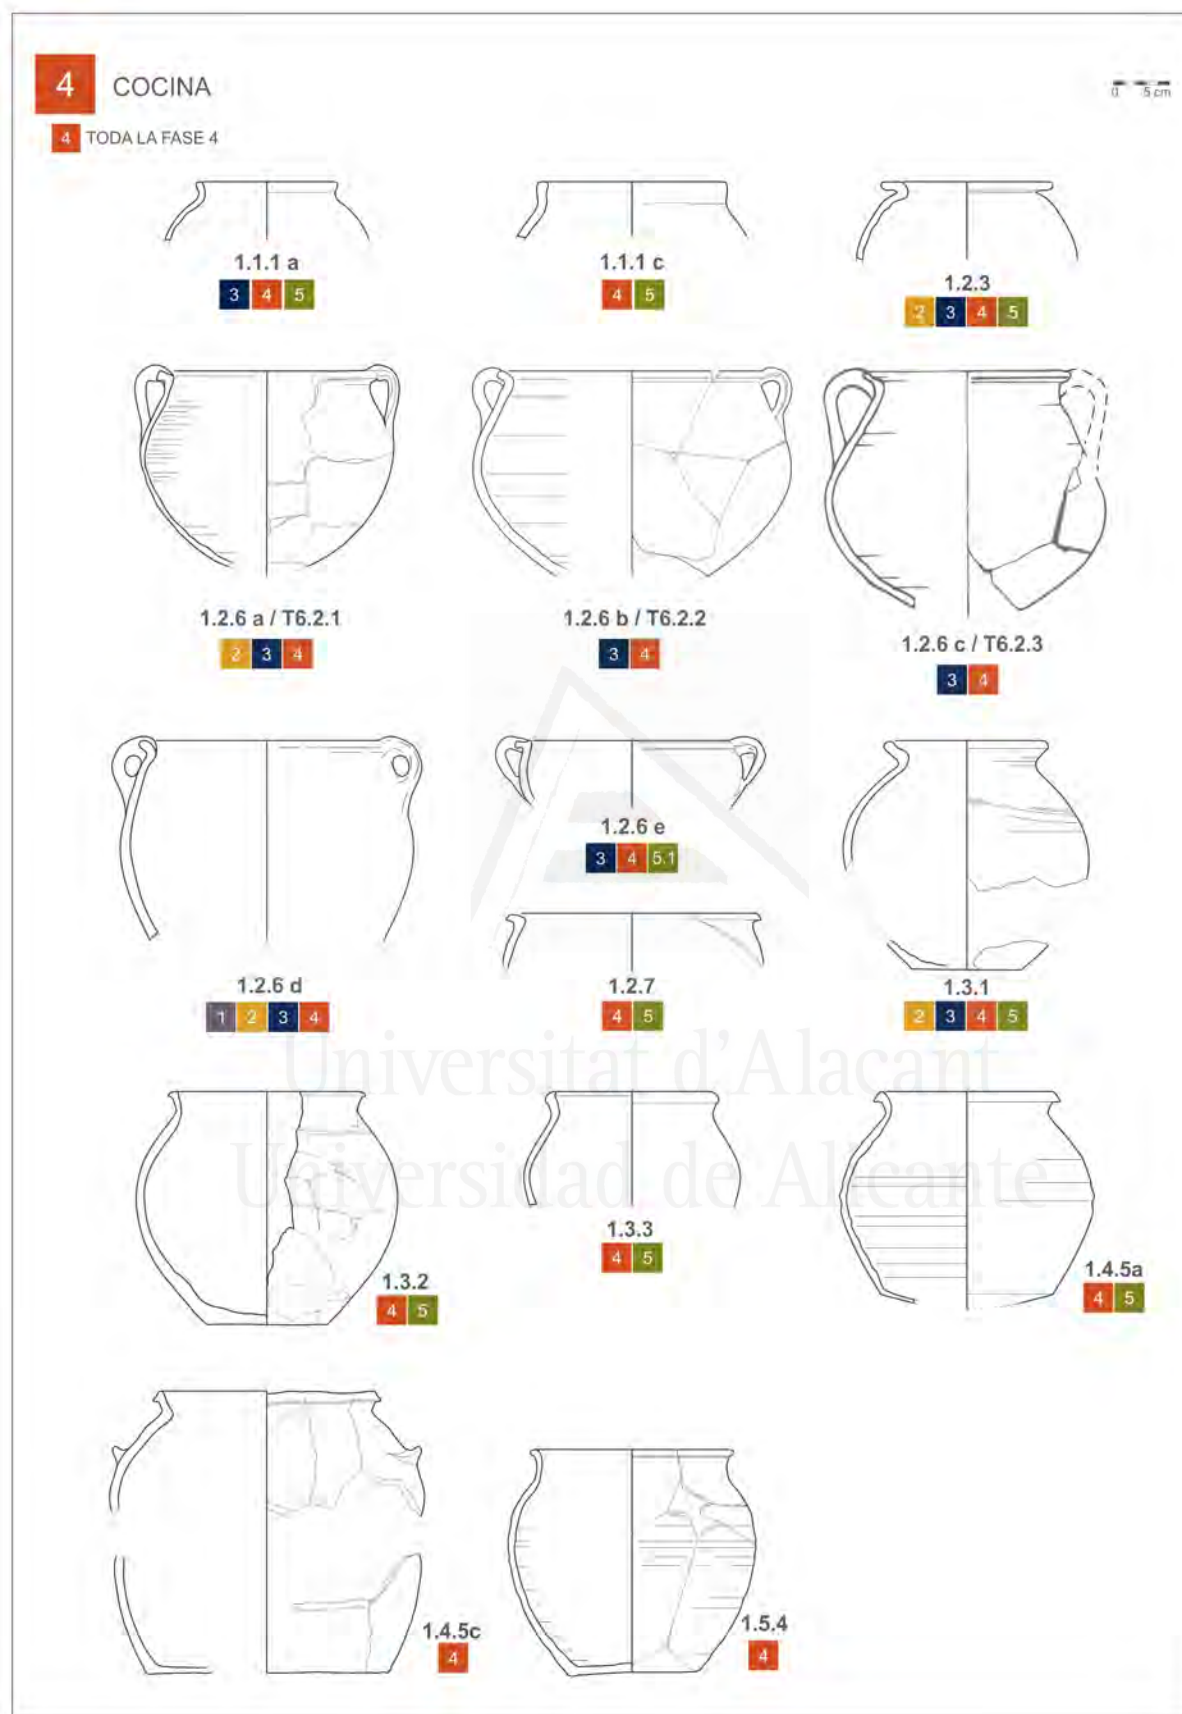 4 COCINA
0 5 cm
4 TODA LA FASE 4
1.1.1 a
3 4 5
1.1.1 c
4 5
1.2.3
2 3 4 5
1.2.6 a / T6.2.1
2 3 4
1.2.6 b / T6.2.2
3 4
1.2.6 c / T6.2.3
3 4
1.2.6 e
3 4 5.1
1.2.6 d
1 2 3 4
1.2.7
4 5
1.3.1
2 3 4 5
Universitat d'Alacant
Universidad de Alicante
1.3.2
4 5
1.3.3
4 5
1.4.5a
4 5
1.4.5c
4
1.5.4
4